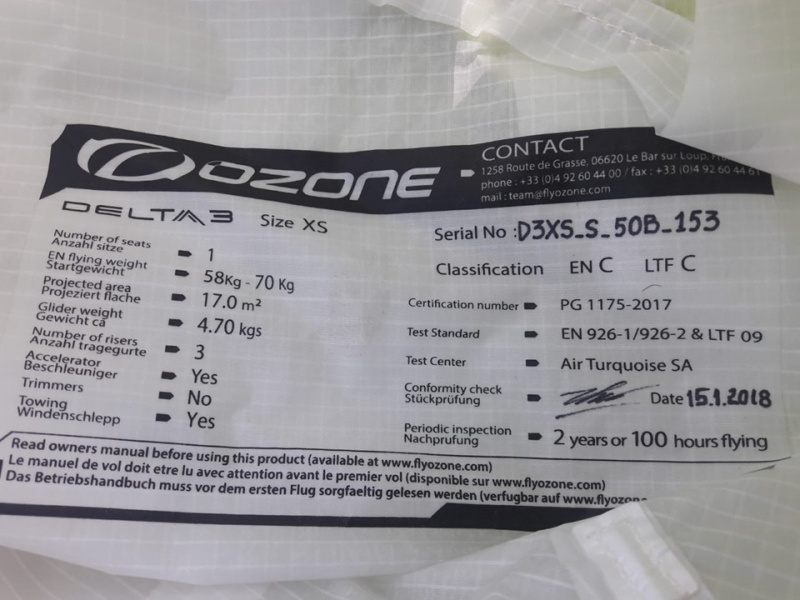 OZONE
CONTACT
1258 Route de Grasse, 06620 Le Bar sur Loup,
phone : +33 (0)4 92 60 44 00 / fax : +33 (0)4 92 60 44 61
mail : team@flyozone.com
DELTA3 Size XS
Number of seats
Anzahl sitze 1
EN flying weight
Startgewicht 58Kg - 70 Kg
Projected area
Projeziert flache 17.0 m²
Glider weight
Gewicht ca 4.70 kgs
Number of risers
Anzahl tragegurte 3
Accelerator
Beschleuniger Yes
Trimmers No
Towing
Windenschlepp Yes
Serial No : D3XS_S_50B_153
Classification EN C LTF C
Certification number PG 1175-2017
Test Standard EN 926-1/926-2 & LTF 09
Test Center Air Turquoise SA
Conformity check
Stückprüfung Date 15.1.2018
Periodic inspection
Nachprufung 2 years or 100 hours flying
Read owners manual before using this product (available at www.flyozone.com)
Le manuel de vol doit etre lu avec attention avant le premier vol (disponible sur www.flyozone.com)
Das Betriebshandbuch muss vor dem ersten Flug sorgfaeltig gelesen werden (verfugbar auf www.flyozone